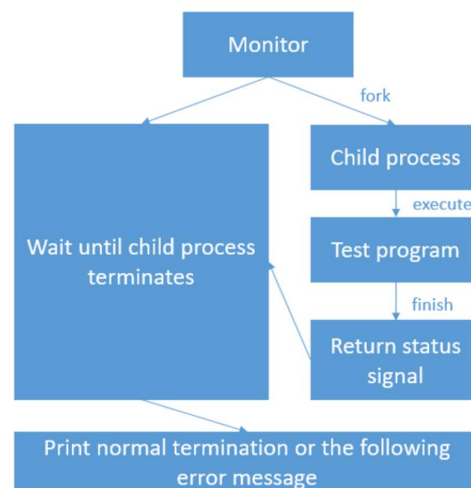 Monitor
fork
Child process
execute
Wait until child process
terminates
Test program
finish
Return status
signal
Print normal termination or the following
error message